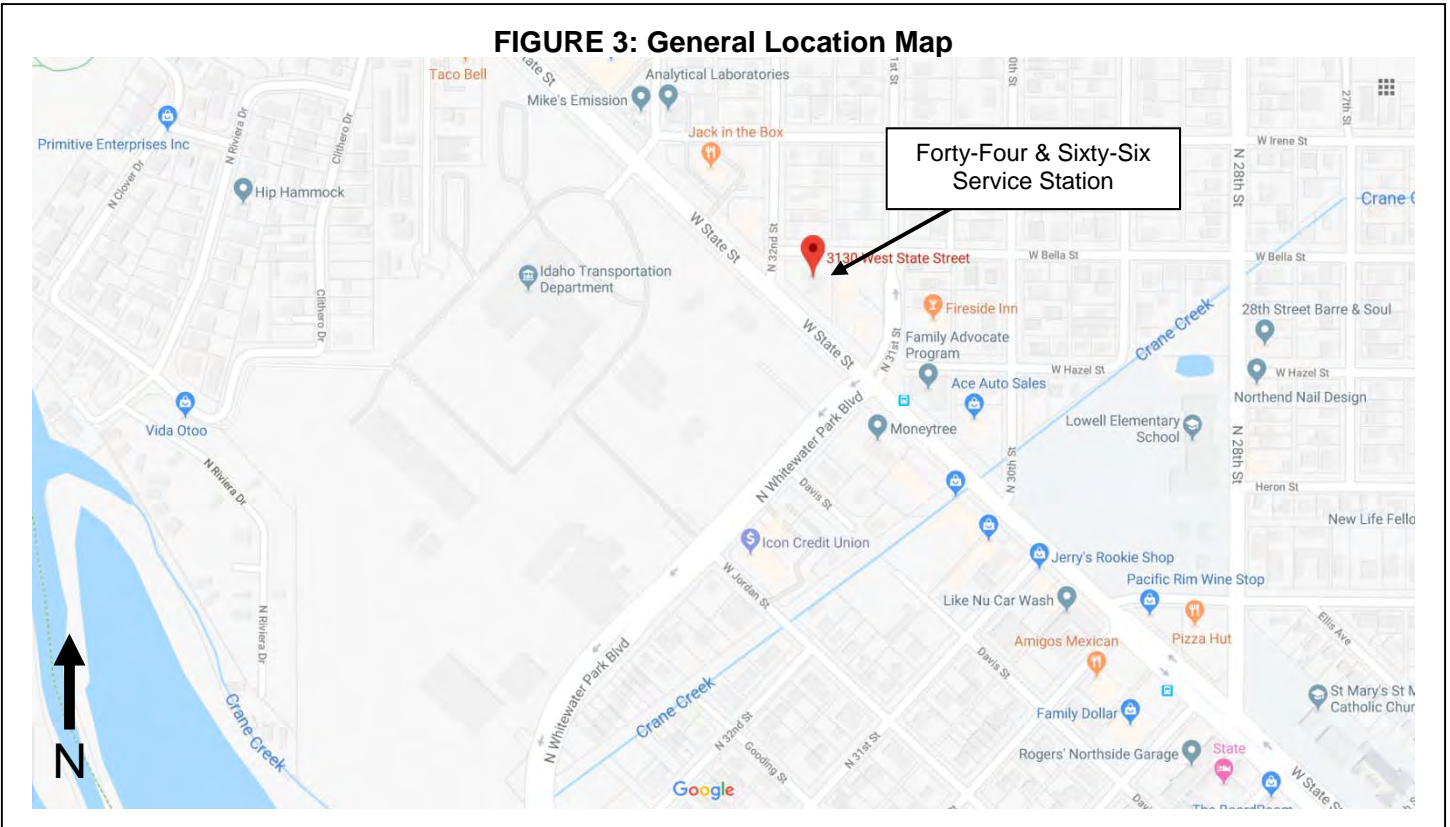 FIGURE 3: General Location Map
Taco Bell
State St
Analytical Laboratories
Mike's Emission
1st St
0th St
27th St
Primitive Enterprises Inc
N Riviera Dr
Clithero Dr
Jack in the Box
Forty-Four & Sixty-Six
Service Station
W Irene St
N 28th St
N Clover Dr
Hip Hammock
Crane
W State St
N 32nd St
3130 West State Street
W Bella St
W Bella St
Idaho Transportation
Department
Clithero Dr
Fireside Inn
Crane Creek
28th Street Barre & Soul
W State St
N 31st St
Family Advocate
Program
W Hazel St
W Hazel St
Ace Auto Sales
Northend Nail Design
Vida Otoo
N Whitewater Park Blvd
Moneytree
Lowell Elementary
School
N 28th St
N Riviera Dr
Davis St
N 30th St
Heron St
New Life Fello
Icon Credit Union
Jerry's Rookie Shop
W Jordan St
Pacific Rim Wine Stop
Like Nu Car Wash
N Riviera Dr
Pizza Hut
Ellis Ave
Amigos Mexican
Davis St
N Whitewater Park Blvd
Crane Creek
Crane Creek
St Mary's St M
Catholic Chur
Family Dollar
N 32nd St
Gooding St
N 31st St
Rogers' Northside Garage
State
N
Google
W State S
The BoardRoom